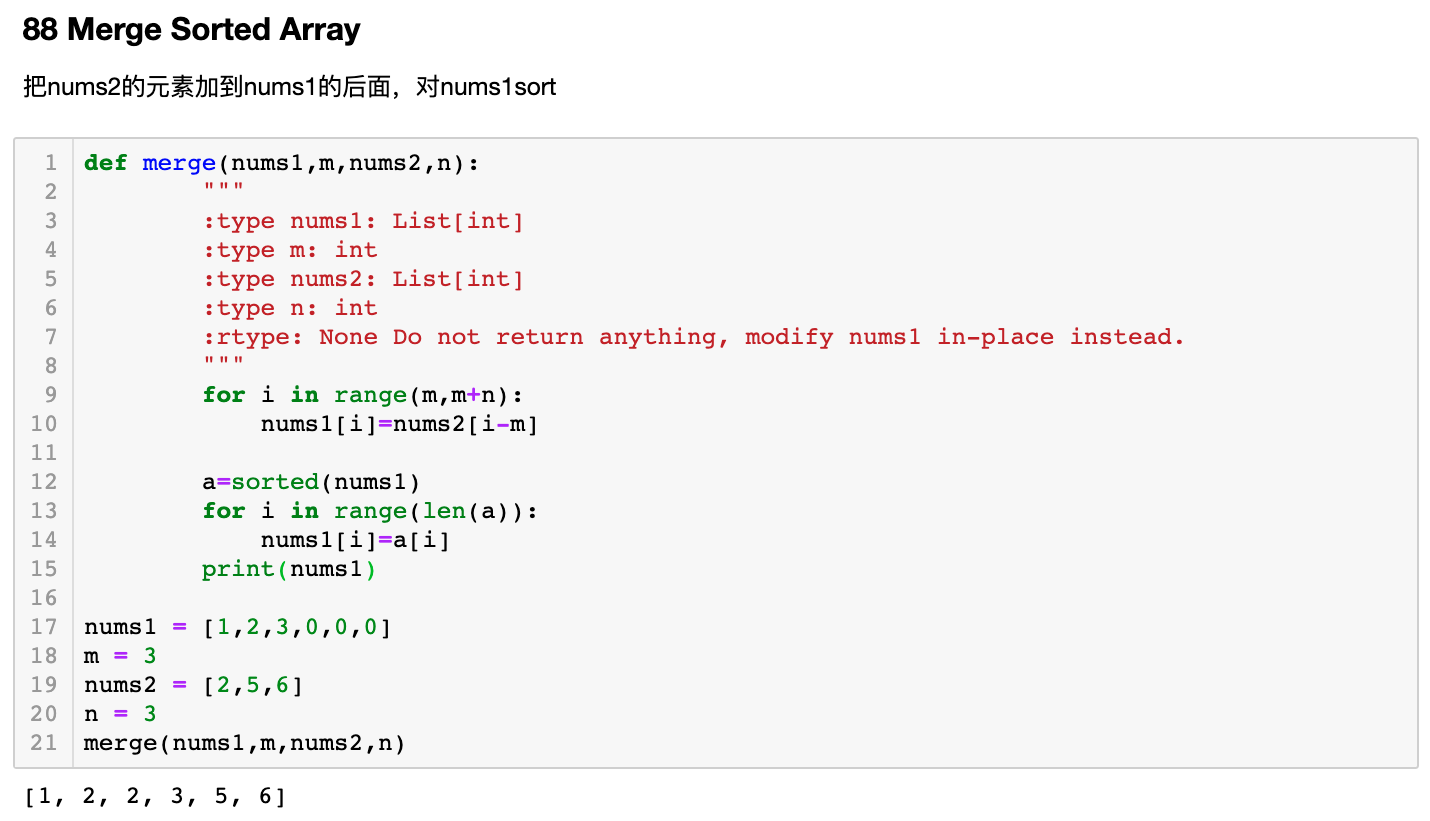 88 Merge Sorted Array
把nums2的元素加到nums1的后面，对nums1sort
1 def merge(nums1,m,nums2,n):
2         """
3         :type nums1: List[int]
4         :type m: int
5         :type nums2: List[int]
6         :type n: int
7         :rtype: None Do not return anything, modify nums1 in-place instead.
8         """
9         for i in range(m,m+n):
10             nums1[i]=nums2[i-m]
11
12         a=sorted(nums1)
13         for i in range(len(a)):
14             nums1[i]=a[i]
15         print(nums1)
16
17 nums1 = [1,2,3,0,0,0]
18 m = 3
19 nums2 = [2,5,6]
20 n = 3
21 merge(nums1,m,nums2,n)
[1, 2, 2, 3, 5, 6]